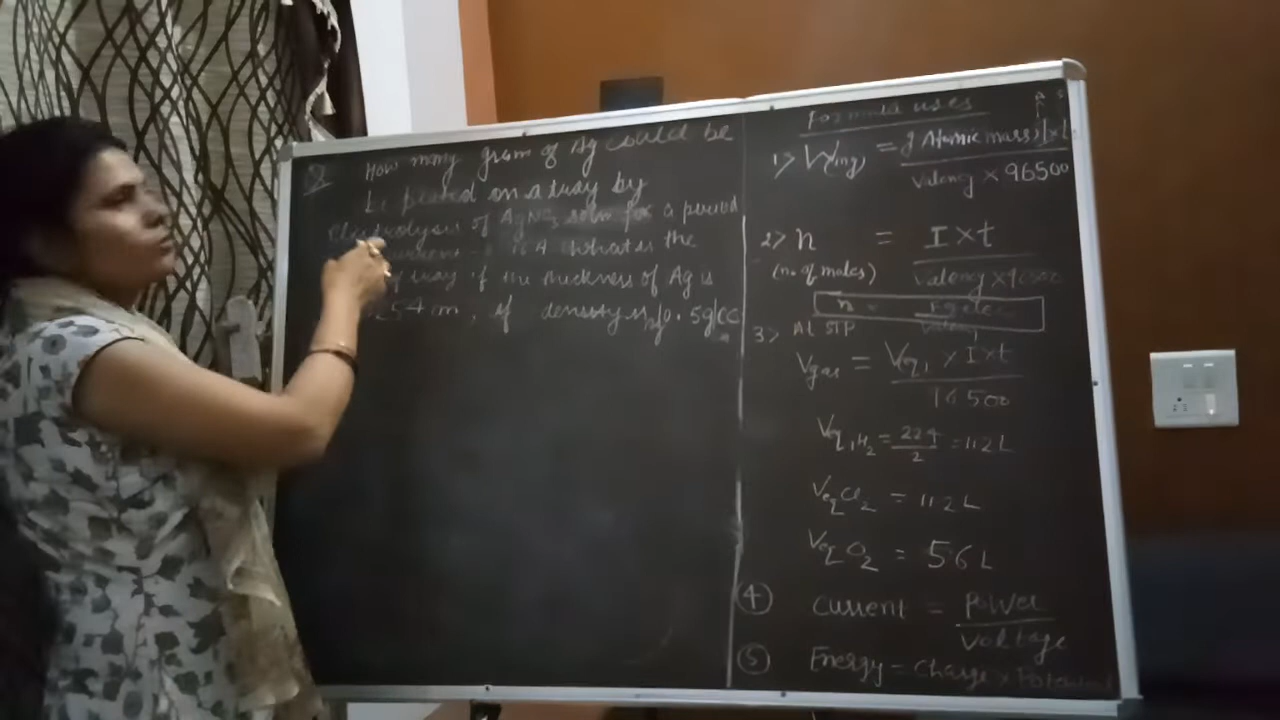 Q How many gram of Ag could be
be plated on a tray by
Electrolysis of AgNO3 soln for a period
current A what is the
of tray if the thickness of Ag is
254 cm, if density is 10.5g/cc
Formula uses
1> W(ing) = g Atomic mass × I × t
valency × 96500
2> n = I×t
(no of moles) valency × 96500
n =
3> At STP
Vgas = Veq, × I×t
96500
Veq, H2 = 22.4 = 11.2 L
2
Veq Cl2 = 11.2 L
Veq O2 = 5.6 L
4 Current = Power
Voltage
5 Energy = Charge × Potential